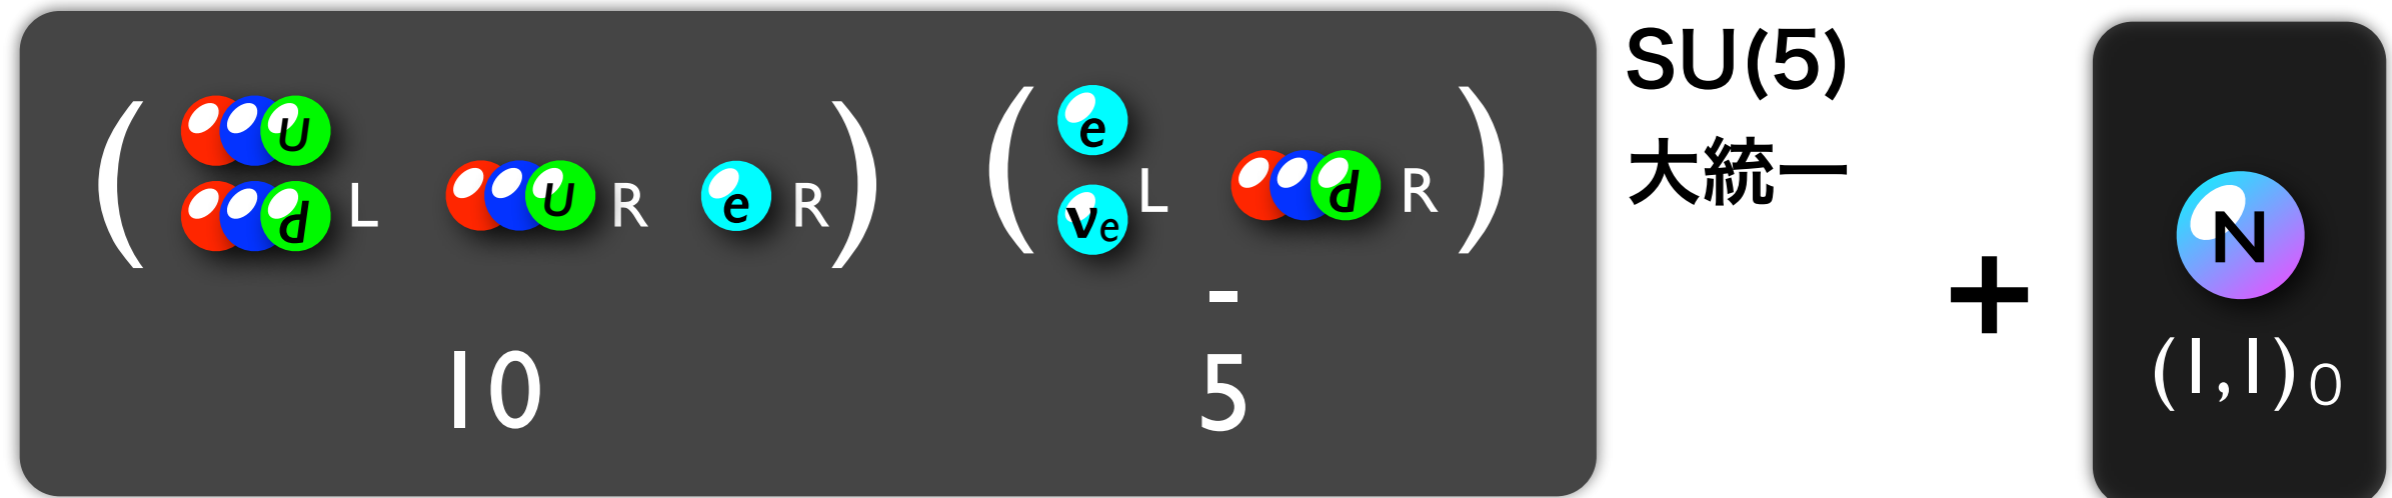 ( U d L U R e R ) ( e νe L d R ) SU(5)
大統一
10 5̄ + N (1,1)₀